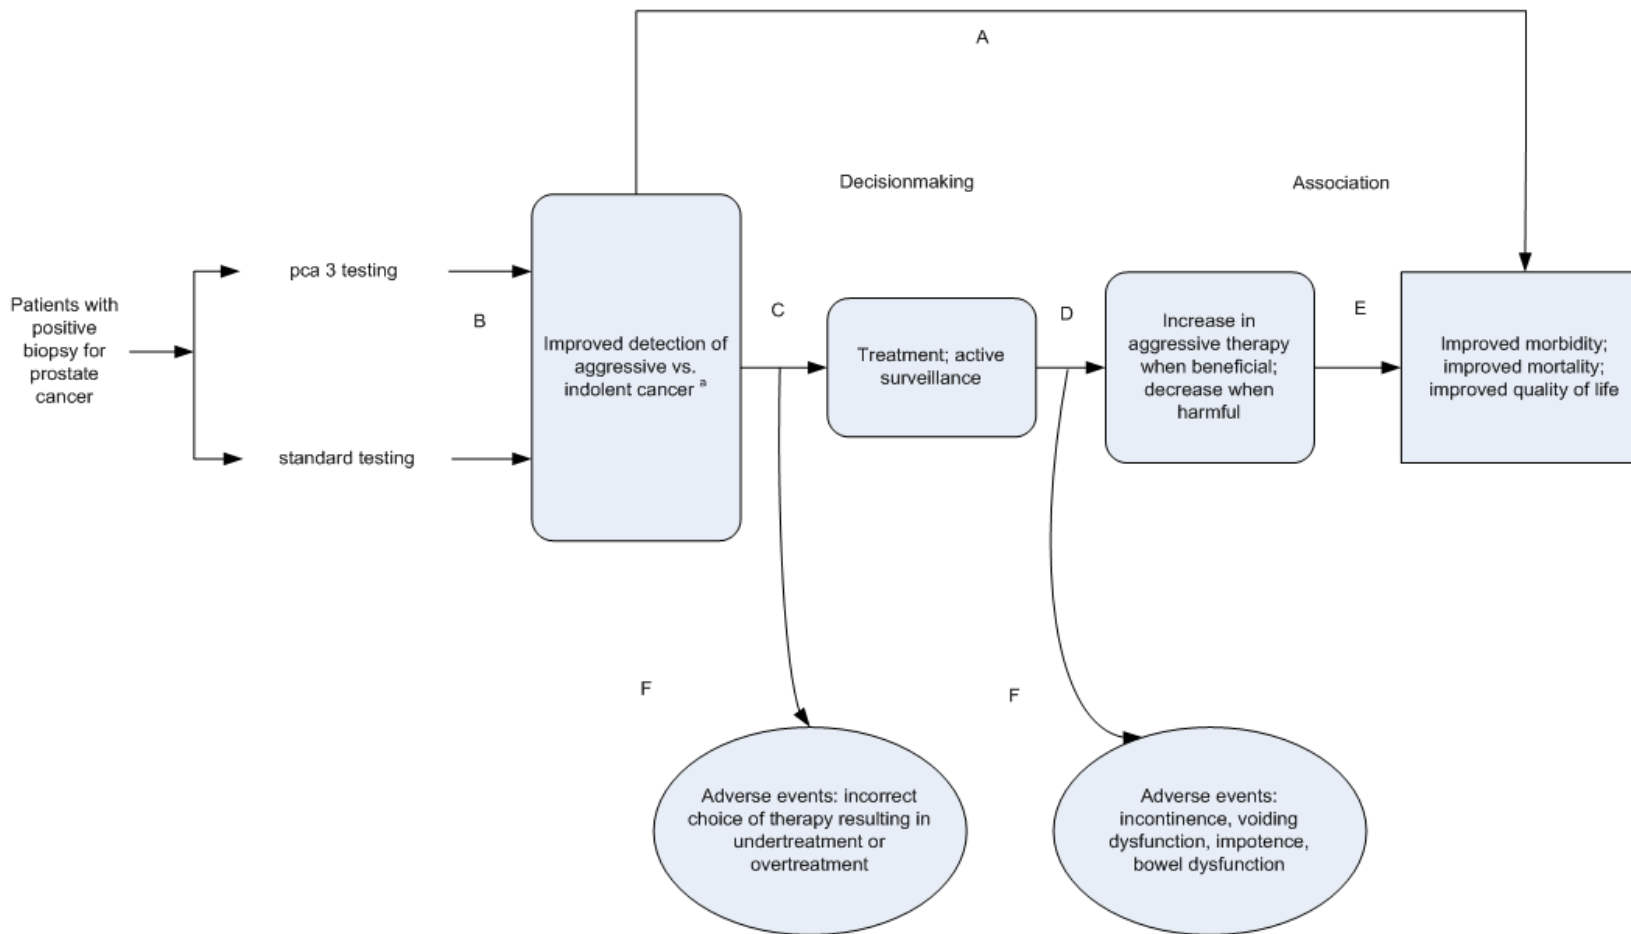 A
Decisionmaking
Association
pca 3 testing
Patients with
positive
biopsy for
prostate
cancer
B
standard testing
Improved detection of
aggressive vs.
indolent cancer a
C
Treatment; active
surveillance
D
Increase in
aggressive therapy
when beneficial;
decrease when
harmful
E
Improved morbidity;
improved mortality;
improved quality of life
F
F
Adverse events: incorrect
choice of therapy resulting in
undertreatment or
overtreatment
Adverse events:
incontinence, voiding
dysfunction, impotence,
bowel dysfunction